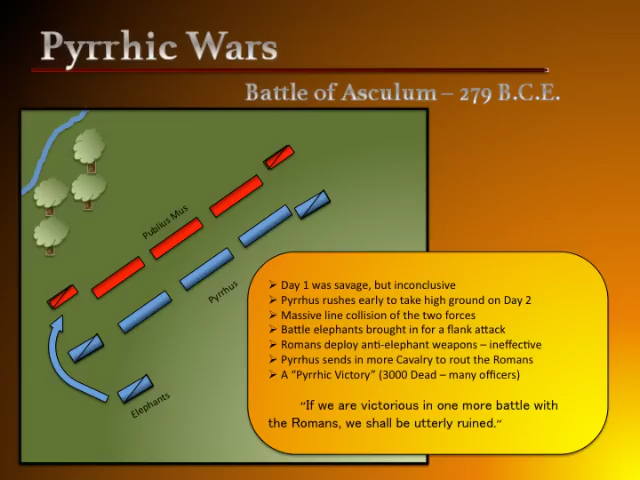 Pyrrhic Wars
Battle of Asculum – 279 B.C.E.
Publius Mus
Pyrrhus
Elephants
➢ Day 1 was savage, but inconclusive
➢ Pyrrhus rushes early to take high ground on Day 2
➢ Massive line collision of the two forces
➢ Battle elephants brought in for a flank attack
➢ Romans deploy anti-elephant weapons – ineffective
➢ Pyrrhus sends in more Cavalry to rout the Romans
➢ A “Pyrrhic Victory” (3000 Dead – many officers)
“If we are victorious in one more battle with
the Romans, we shall be utterly ruined.”